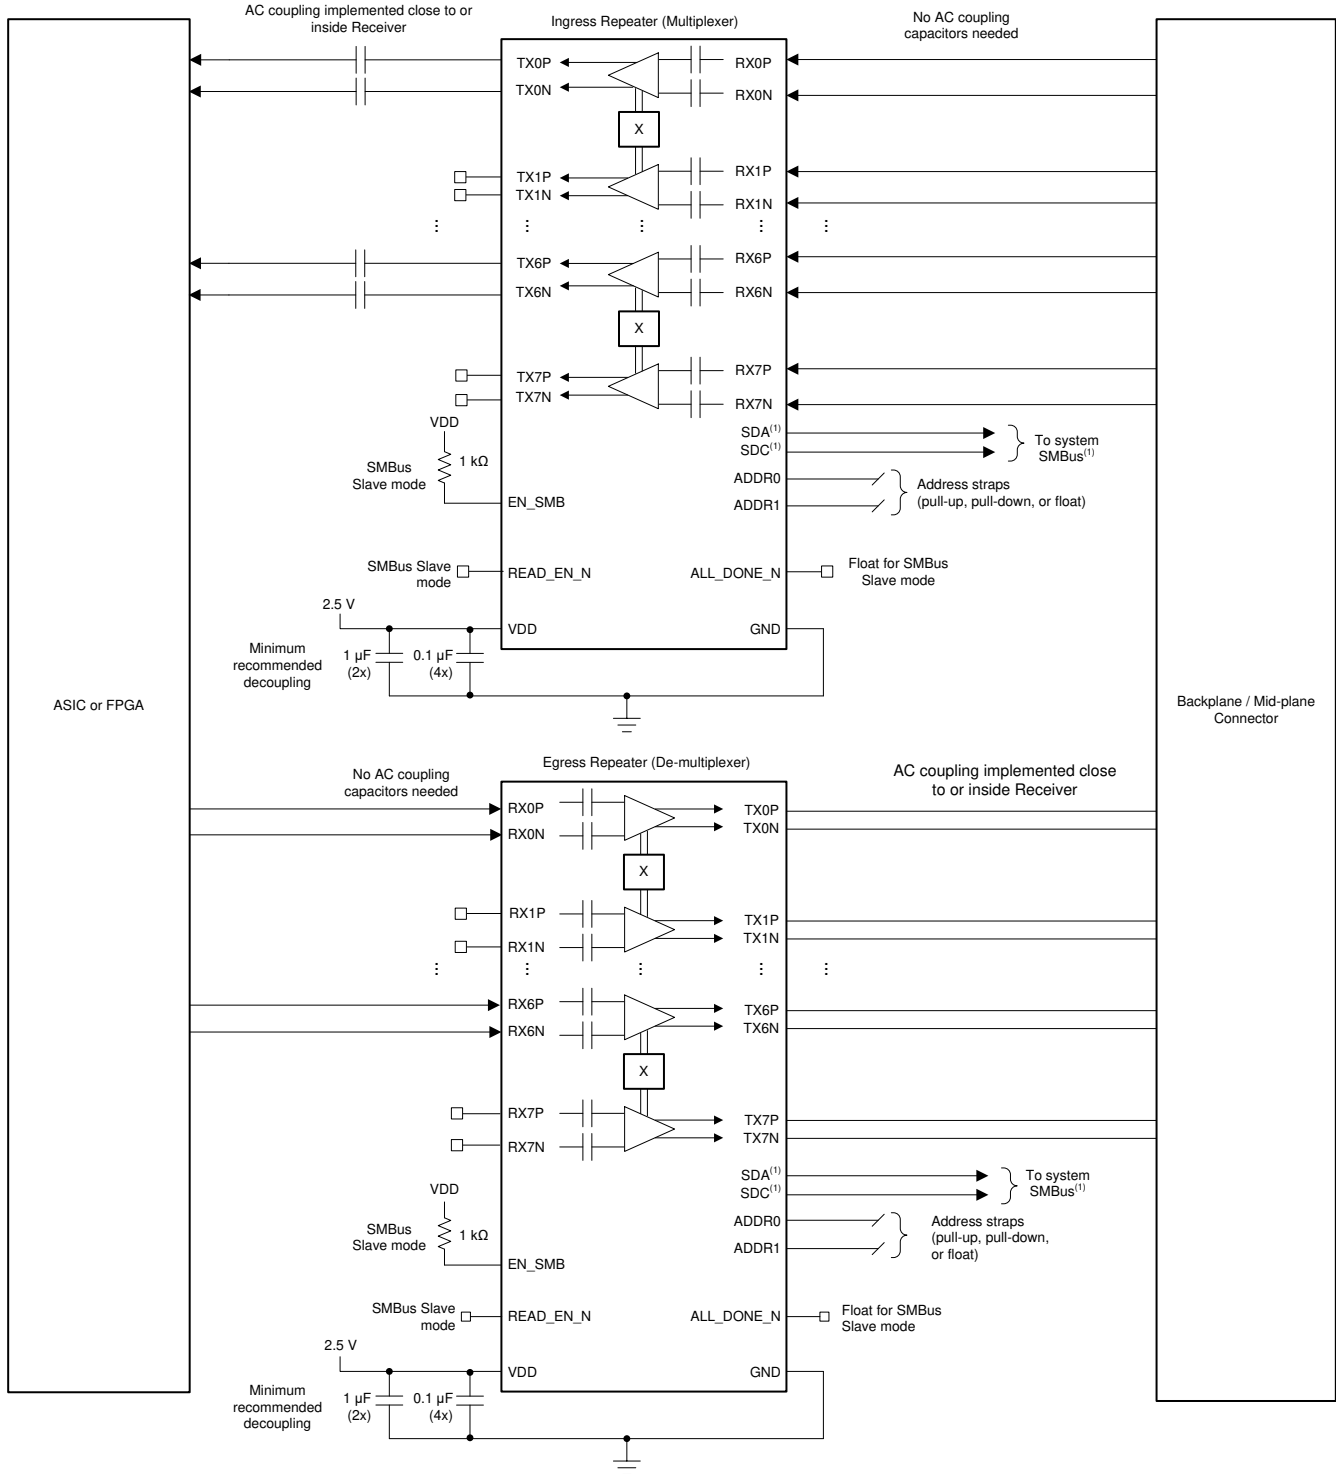 AC coupling implemented close to or
inside Receiver
Ingress Repeater (Multiplexer)
No AC coupling
capacitors needed
TX0P
RX0P
TX0N
RX0N
X
TX1P
RX1P
TX1N
RX1N
TX6P
RX6P
TX6N
RX6N
X
TX7P
RX7P
TX7N
RX7N
VDD
1 kΩ
SMBus
Slave mode
EN_SMB
SDA(1)
SDC(1)
To system
SMBus(1)
ADDR0
ADDR1
Address straps
(pull-up, pull-down, or float)
SMBus Slave
mode
READ_EN_N
ALL_DONE_N
Float for SMBus
Slave mode
2.5 V
VDD
GND
Minimum
recommended
decoupling
1 µF
(2x)
0.1 µF
(4x)
ASIC or FPGA
Backplane / Mid-plane
Connector
Egress Repeater (De-multiplexer)
No AC coupling
capacitors needed
AC coupling implemented close
to or inside Receiver
RX0P
TX0P
RX0N
TX0N
X
RX1P
TX1P
RX1N
TX1N
RX6P
TX6P
RX6N
TX6N
X
RX7P
TX7P
RX7N
TX7N
VDD
1 kΩ
SMBus
Slave mode
EN_SMB
SDA(1)
SDC(1)
To system
SMBus(1)
ADDR0
ADDR1
Address straps
(pull-up, pull-down,
or float)
SMBus Slave
mode
READ_EN_N
ALL_DONE_N
Float for SMBus
Slave mode
2.5 V
VDD
GND
Minimum
recommended
decoupling
1 µF
(2x)
0.1 µF
(4x)